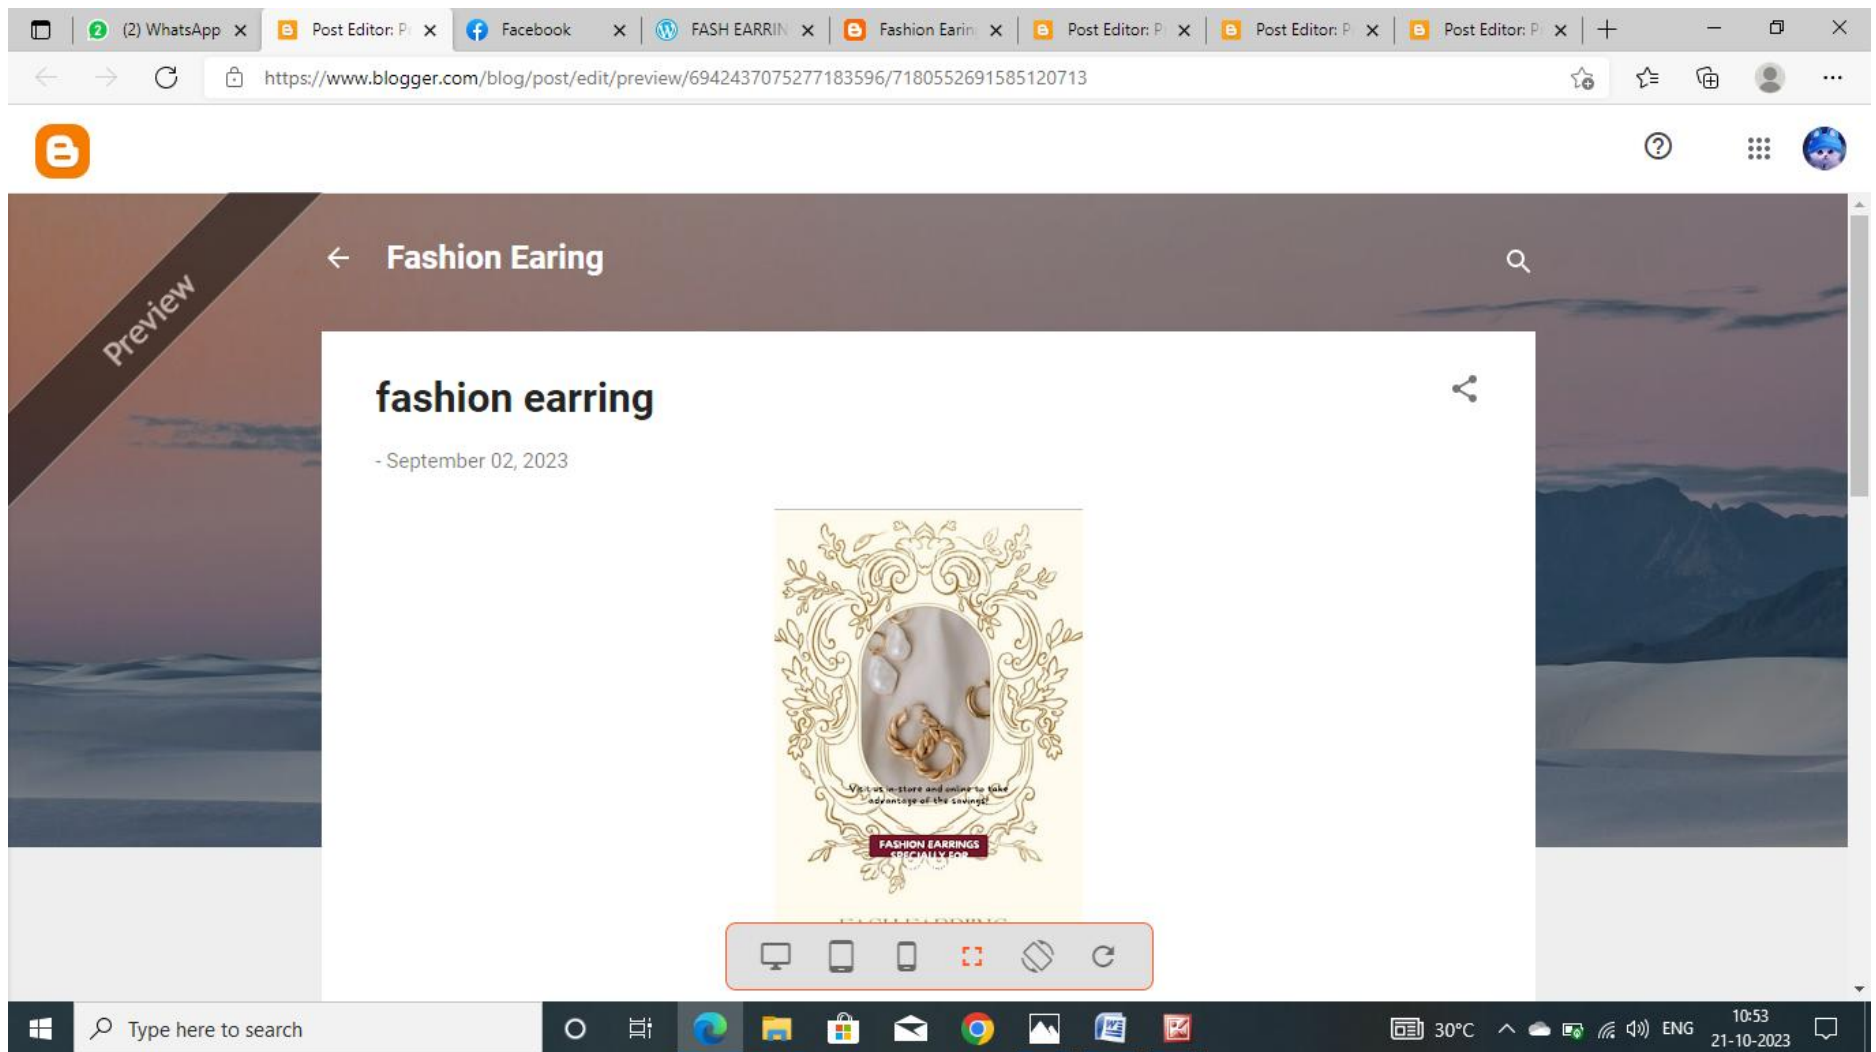 (2) WhatsApp
Post Editor: P
Facebook
FASH EARRIN
Fashion Earin
Post Editor: P
Post Editor: P
Post Editor: P
https://www.blogger.com/blog/post/edit/preview/6942437075277183596/7180552691585120713
Preview
Fashion Earing
fashion earring
- September 02, 2023
Visit us in-store and online to take
advantage of the savings!
FASHION EARRINGS
SPECIALLY FOR
Type here to search
30°C
ENG
10:53
21-10-2023